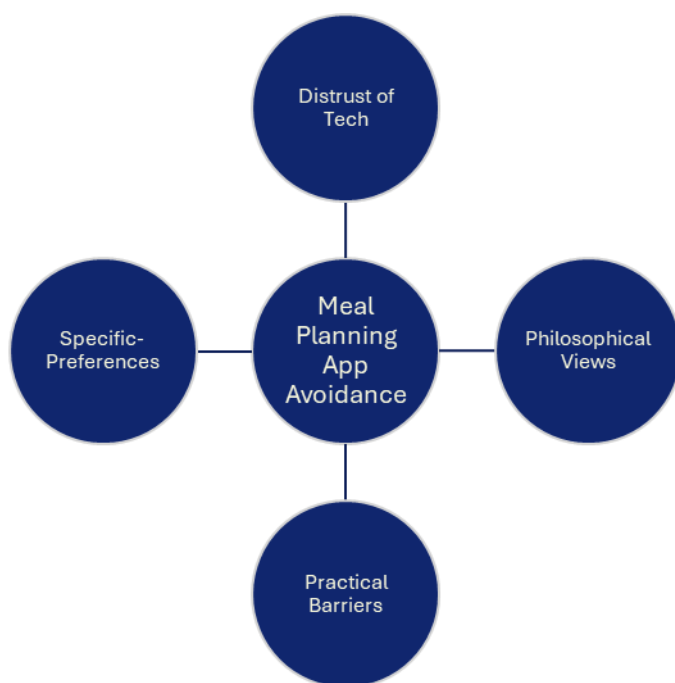 Distrust of
Tech
Specific-
Preferences
Meal
Planning
App
Avoidance
Philosophical
Views
Practical
Barriers